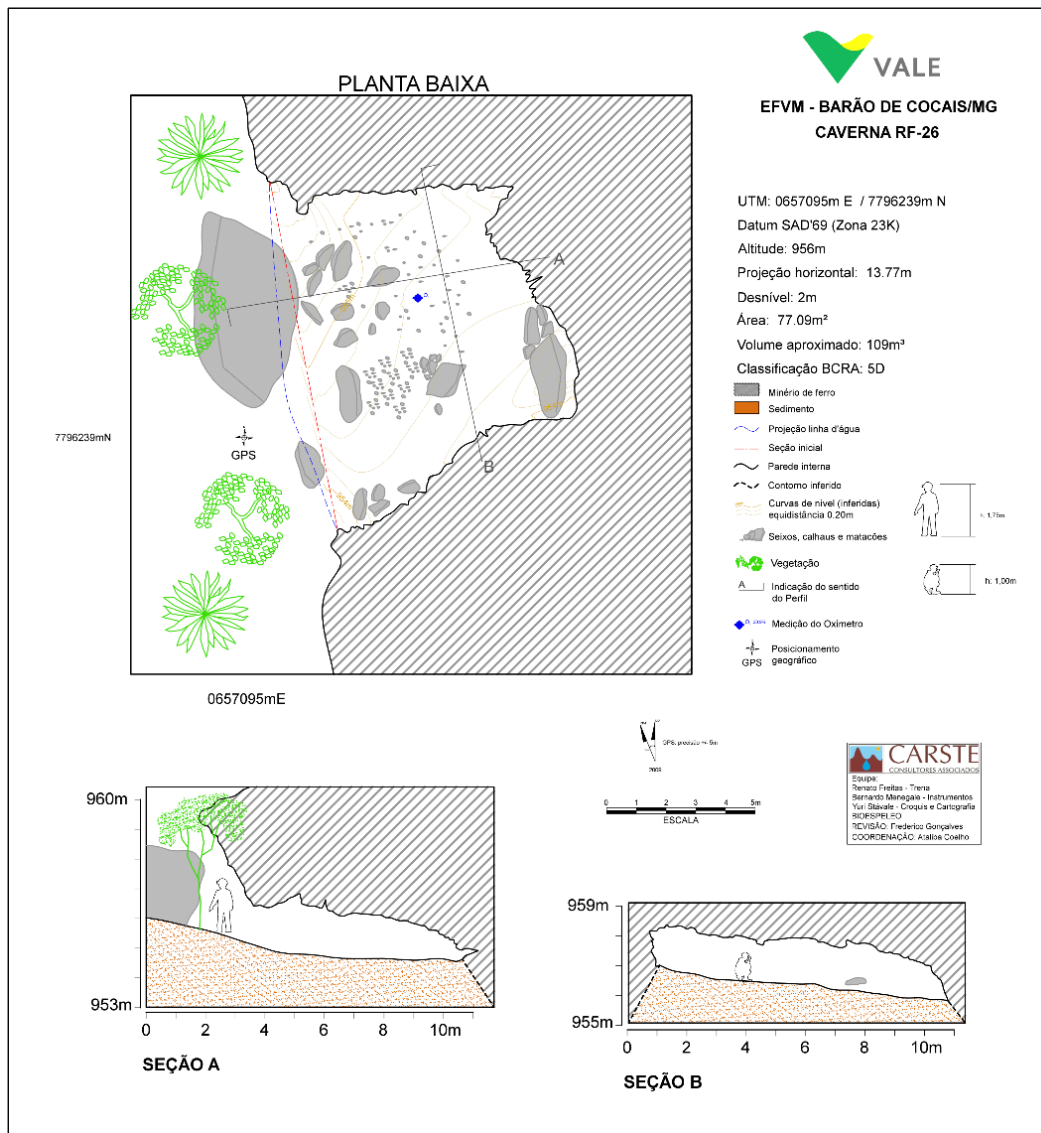 VALE
EFVM - BARÃO DE COCAIS/MG
CAVERNA RF-26
PLANTA BAIXA
UTM: 0657095m E / 7796239m N
Datum SAD'69 (Zona 23K)
Altitude: 956m
Projeção horizontal: 13.77m
Desnível: 2m
Área: 77.09m²
Volume aproximado: 109m³
Classificação BCRA: 5D
Minério de ferro
Sedimento
Projeção linha d'água
Seção inicial
Parede interna
Contorno inferido
Curvas de nível (inferidas)
equidistância 0.20m
Seixos, calhaus e matacões
Vegetação
A
Indicação do sentido
do Perfil
Medição do Oxímetro
GPS
Posicionamento
geográfico
h: 1,75m
h: 1,00m
A
B
7796239mN
GPS
0657095mE
GPS: precisão +- 5m
2009
0 1 2 3 4 5m
ESCALA
CARSTE
CONSULTORES ASSOCIADOS
Equipe:
Renato Freitas - Trena
Bernardo Menegale - Instrumentos
Yuri Stávale - Croquis e Cartografia
BIOESPELEO
REVISÃO: Frederico Gonçalves
COORDENAÇÃO: Ataliba Coelho
960m
953m
0 2 4 6 8 10m
SEÇÃO A
959m
955m
0 2 4 6 8 10m
SEÇÃO B